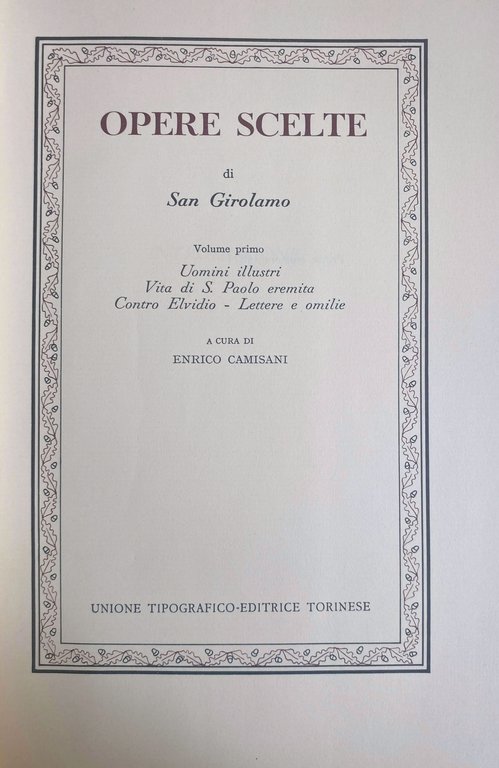 OPERE SCELTE
di
San Girolamo
Volume primo
Uomini illustri
Vita di S. Paolo eremita
Contro Elvidio - Lettere e omilie
A CURA DI
ENRICO CAMISANI
UNIONE TIPOGRAFICO-EDITRICE TORINESE